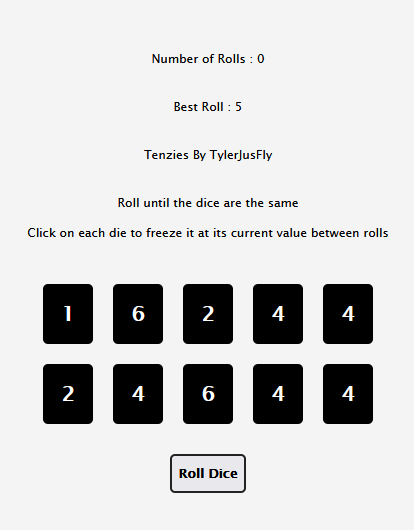 Number of Rolls : 0
Best Roll : 5
Tenzies By TylerJusFly
Roll until the dice are the same
Click on each die to freeze it at its current value between rolls
1 6 2 4 4
2 4 6 4 4
Roll Dice